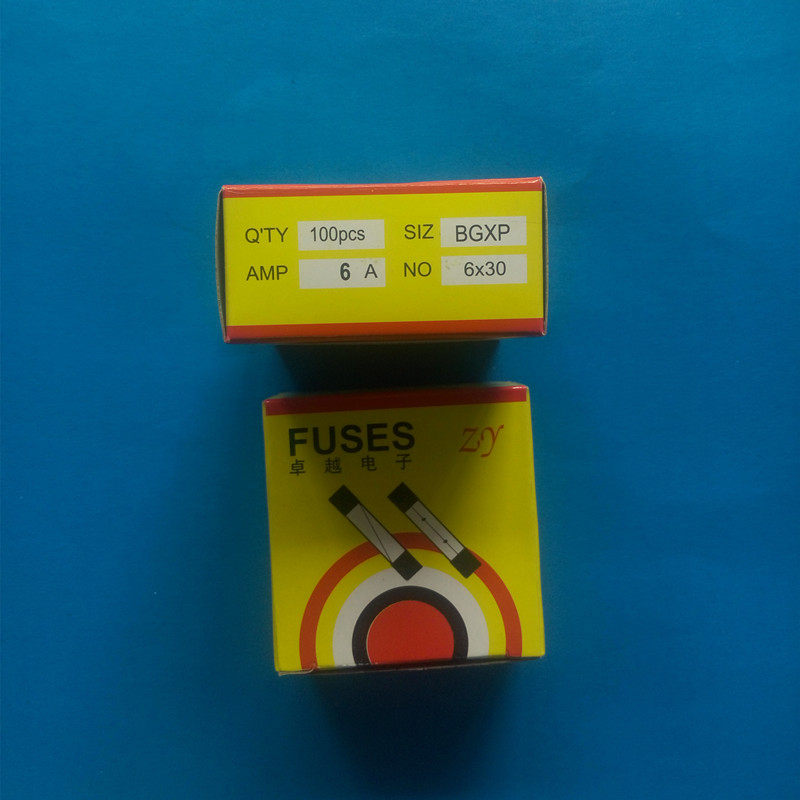 Q'TY 100pcs SIZ BGXP
AMP 6 A NO 6x30
FUSES ZY
卓越电子